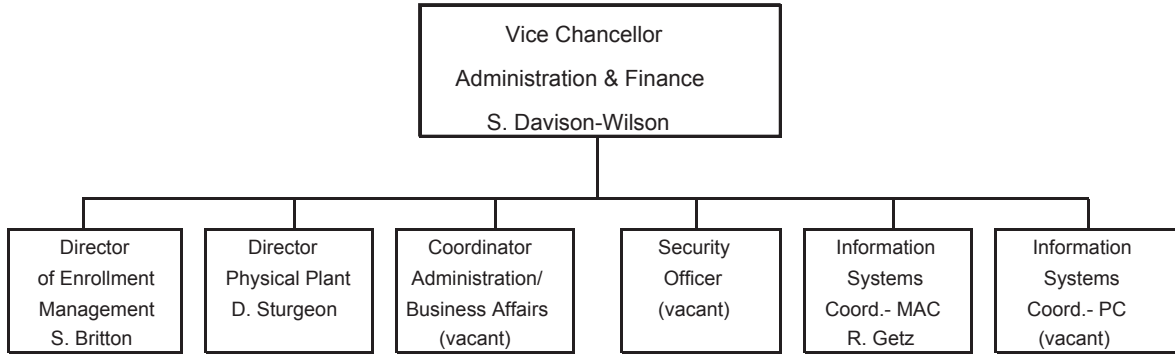 Vice Chancellor
Administration & Finance
S. Davison-Wilson
Director
of Enrollment
Management
S. Britton
Director
Physical Plant
D. Sturgeon
Coordinator
Administration/
Business Affairs
(vacant)
Security
Officer
(vacant)
Information
Systems
Coord.- MAC
R. Getz
Information
Systems
Coord.- PC
(vacant)